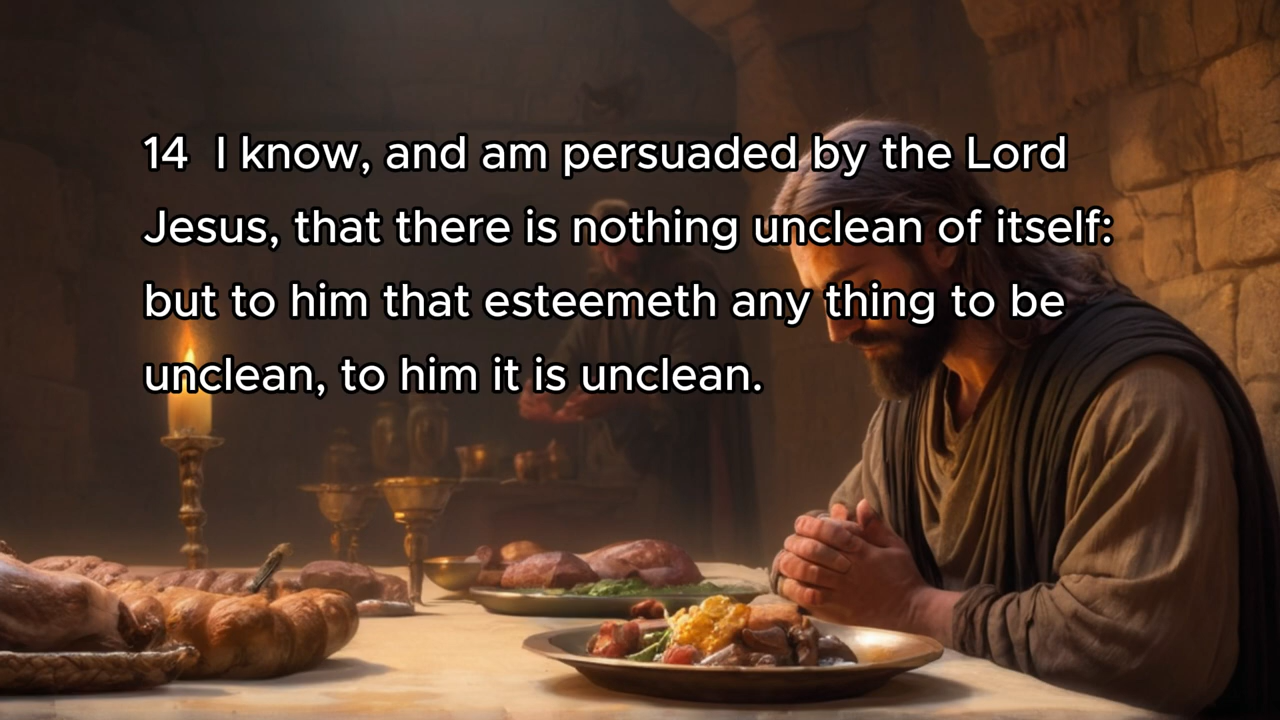 14 I know, and am persuaded by the Lord
Jesus, that there is nothing unclean of itself:
but to him that esteemeth any thing to be
unclean, to him it is unclean.